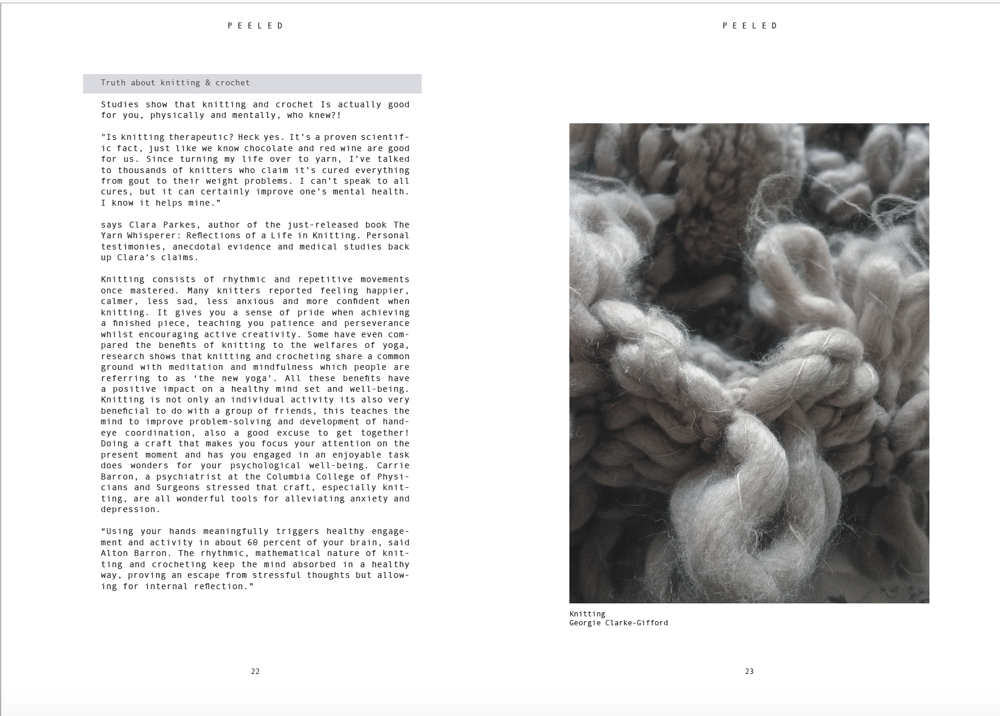 PEELED
Truth about knitting & crochet
Studies show that knitting and crochet Is actually good
for you, physically and mentally, who knew?!
"Is knitting therapeutic? Heck yes. It’s a proven scientif-
ic fact, just like we know chocolate and red wine are good
for us. Since turning my life over to yarn, I’ve talked
to thousands of knitters who claim it’s cured everything
from gout to their weight problems. I can’t speak to all
cures, but it can certainly improve one’s mental health.
I know it helps mine.”
says Clara Parkes, author of the just-released book The
Yarn Whisperer: Reflections of a Life in Knitting. Personal
testimonies, anecdotal evidence and medical studies back
up Clara’s claims.
Knitting consists of rhythmic and repetitive movements
once mastered. Many knitters reported feeling happier,
calmer, less sad, less anxious and more confident when
knitting. It gives you a sense of pride when achieving
a finished piece, teaching you patience and perseverance
whilst encouraging active creativity. Some have even com-
pared the benefits of knitting to the welfares of yoga,
research shows that knitting and crocheting share a common
ground with meditation and mindfulness which people are
referring to as ‘the new yoga’. All these benefits have
a positive impact on a healthy mind set and well-being.
Knitting is not only an individual activity its also very
beneficial to do with a group of friends, this teaches the
mind to improve problem-solving and development of hand-
eye coordination, also a good excuse to get together!
Doing a craft that makes you focus your attention on the
present moment and has you engaged in an enjoyable task
does wonders for your psychological well-being. Carrie
Barron, a psychiatrist at the Columbia College of Physi-
cians and Surgeons stressed that craft, especially knit-
ting, are all wonderful tools for alleviating anxiety and
depression.
“Using your hands meaningfully triggers healthy engage-
ment and activity in about 60 percent of your brain, said
Alton Barron. The rhythmic, mathematical nature of knit-
ting and crocheting keep the mind absorbed in a healthy
way, proving an escape from stressful thoughts but allow-
ing for internal reflection.”
22
PEELED
Knitting
Georgie Clarke-Gifford
23